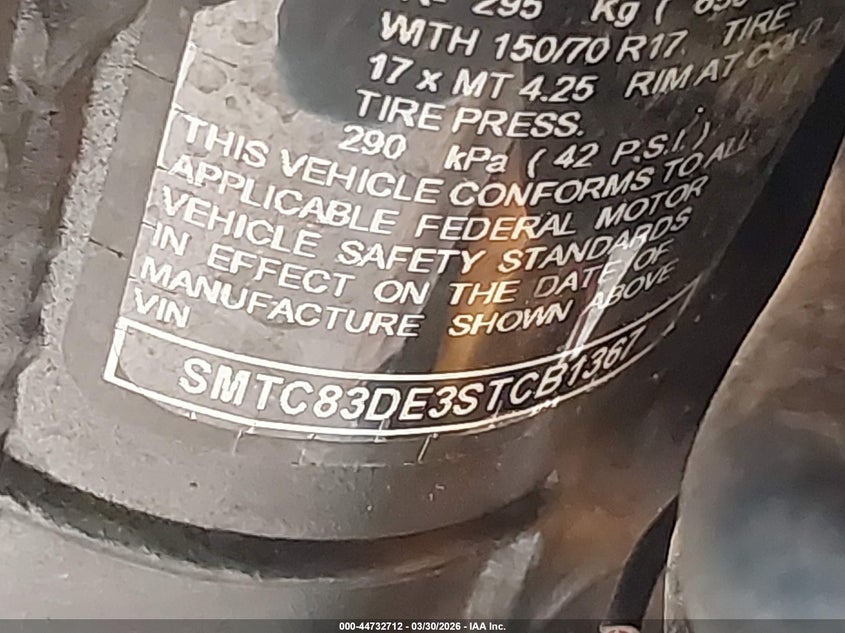 295 Kg (
WITH 150/70 R17 TIRE
17 x MT 4.25 RIM AT COLD
TIRE PRESS.
290 kPa ( 42 P.S.I.)
THIS VEHICLE CONFORMS TO ALL
APPLICABLE FEDERAL MOTOR
VEHICLE SAFETY STANDARDS
IN EFFECT ON THE DATE OF
MANUFACTURE SHOWN ABOVE
VIN
SMTC83DE3STCB1367
000-44732712 - 03/30/2026 - IAA Inc.